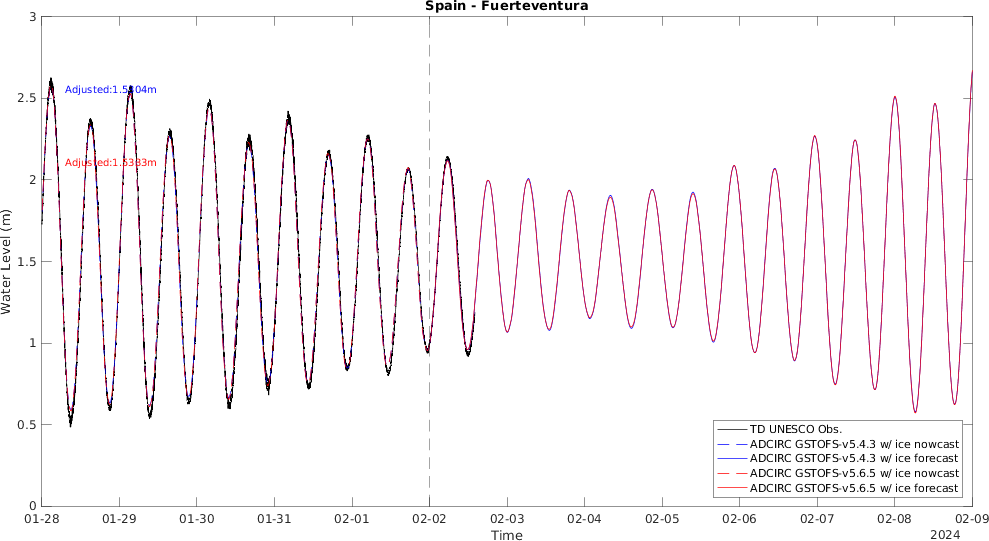 Spain - Fuerteventura
3
2.5
2
1.5
1
0.5
0
Water Level (m)
Adjusted:1.5404m
Adjusted:1.5383m
TD UNESCO Obs.
ADCIRC GSTOFS-v5.4.3 w/ ice nowcast
ADCIRC GSTOFS-v5.4.3 w/ ice forecast
ADCIRC GSTOFS-v5.6.5 w/ ice nowcast
ADCIRC GSTOFS-v5.6.5 w/ ice forecast
01-28 01-29 01-30 01-31 02-01 02-02 02-03 02-04 02-05 02-06 02-07 02-08 02-09
Time
2024